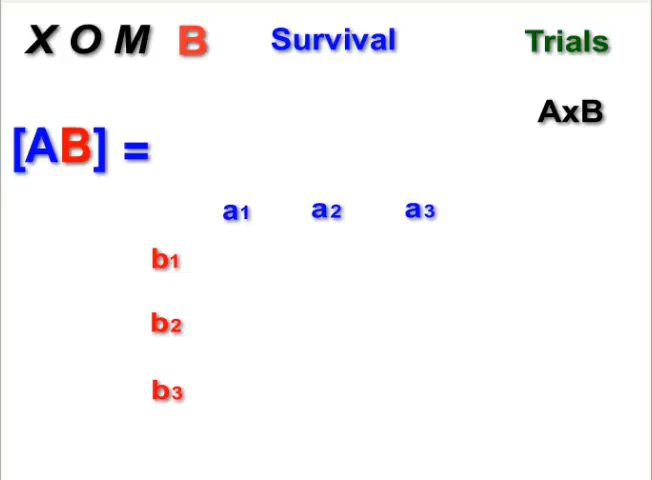 X O M B Survival Trials
AxB
[AB] =
a1 a2 a3
b1
b2
b3